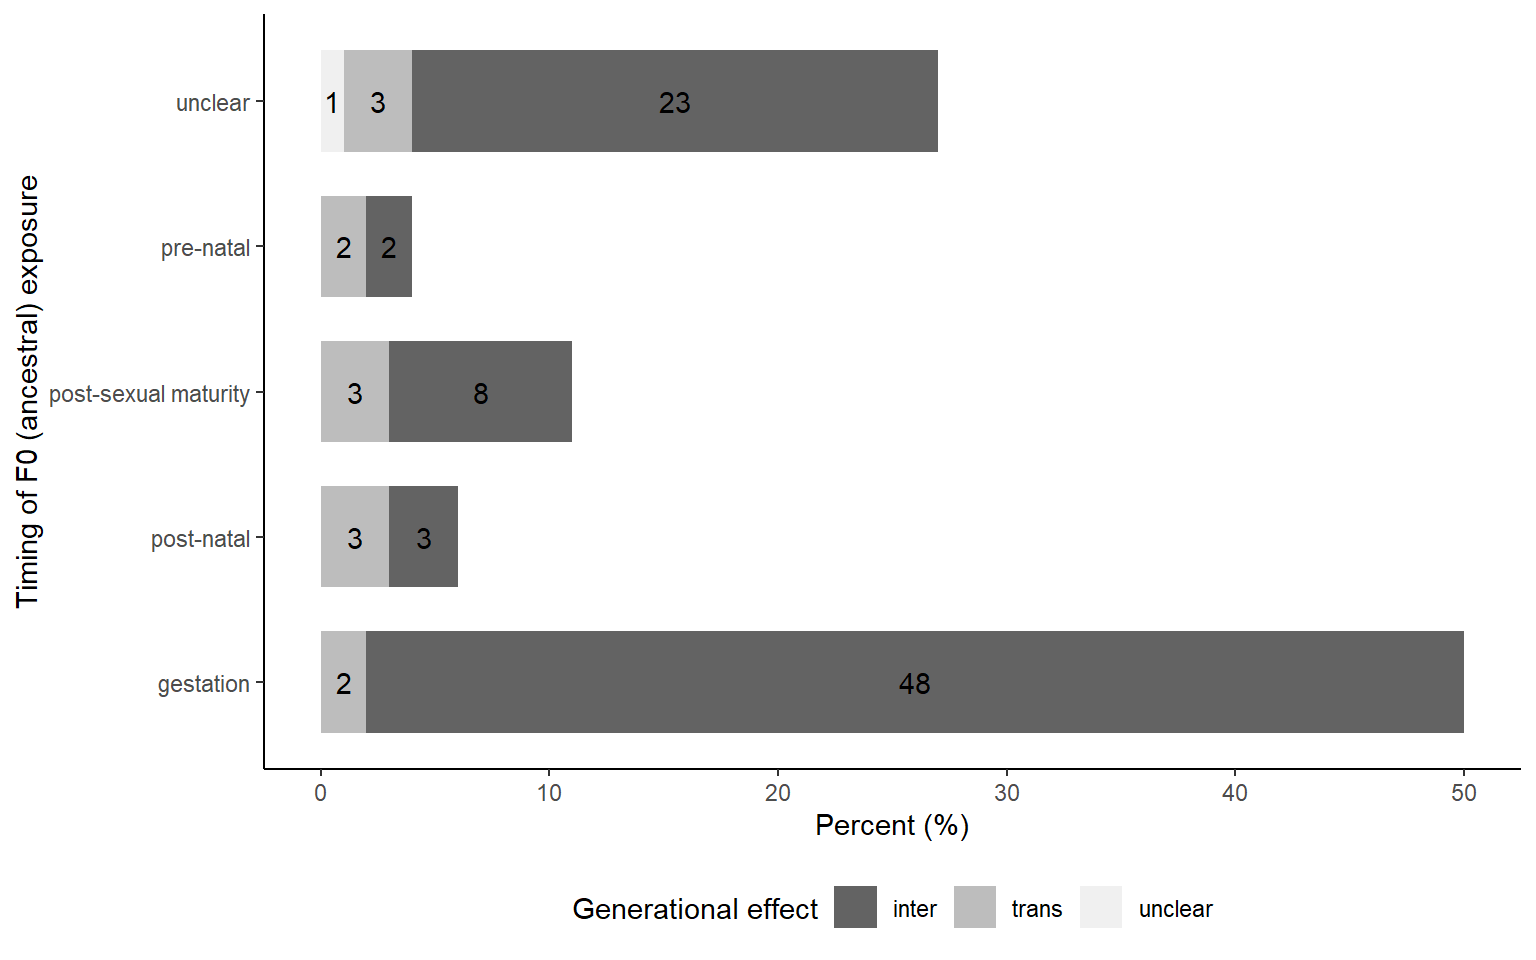 Timing of F0 (ancestral) exposure
unclear
1 3 23
pre-natal
2 2
post-sexual maturity
3 8
post-natal
3 3
gestation
2 48
0 10 20 30 40 50
Percent (%)
Generational effect inter trans unclear